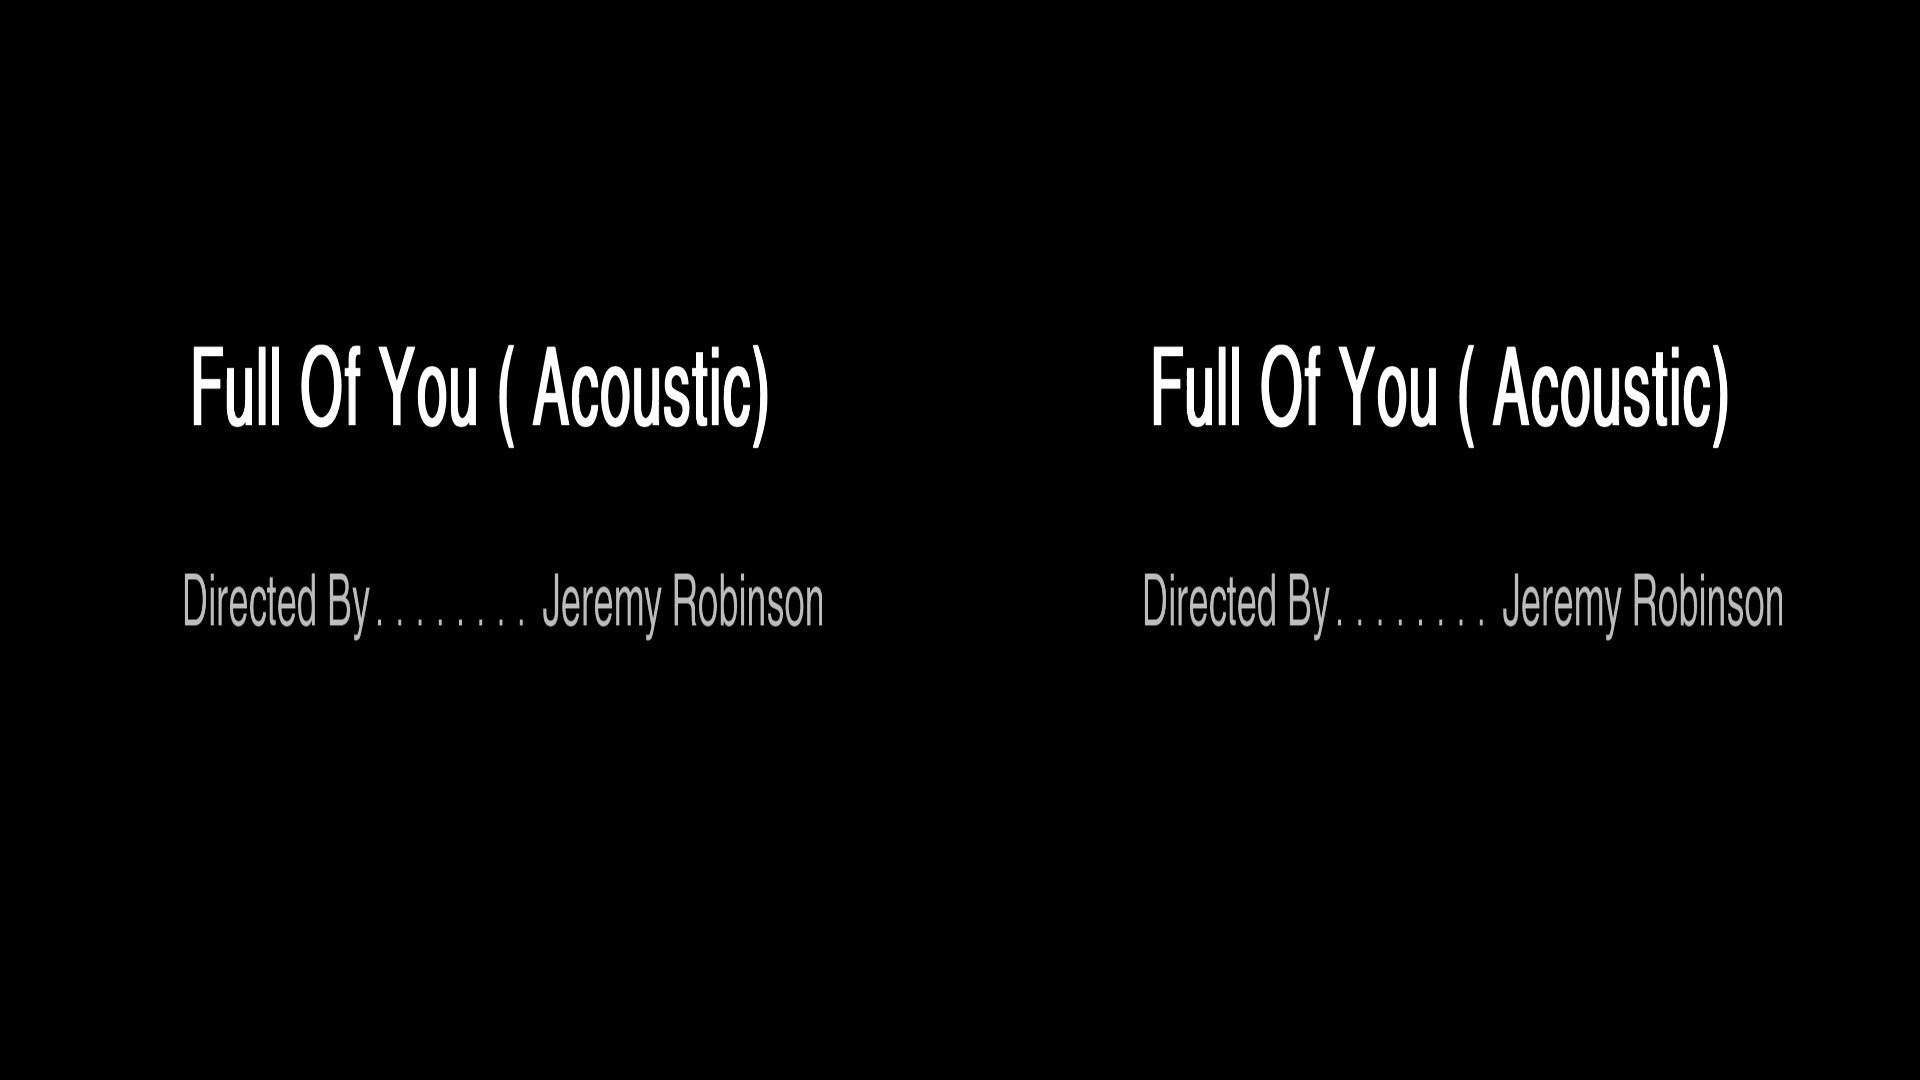 Full Of You ( Acoustic)
Directed By . . . . . . . . Jeremy Robinson
Full Of You ( Acoustic)
Directed By . . . . . . . . Jeremy Robinson